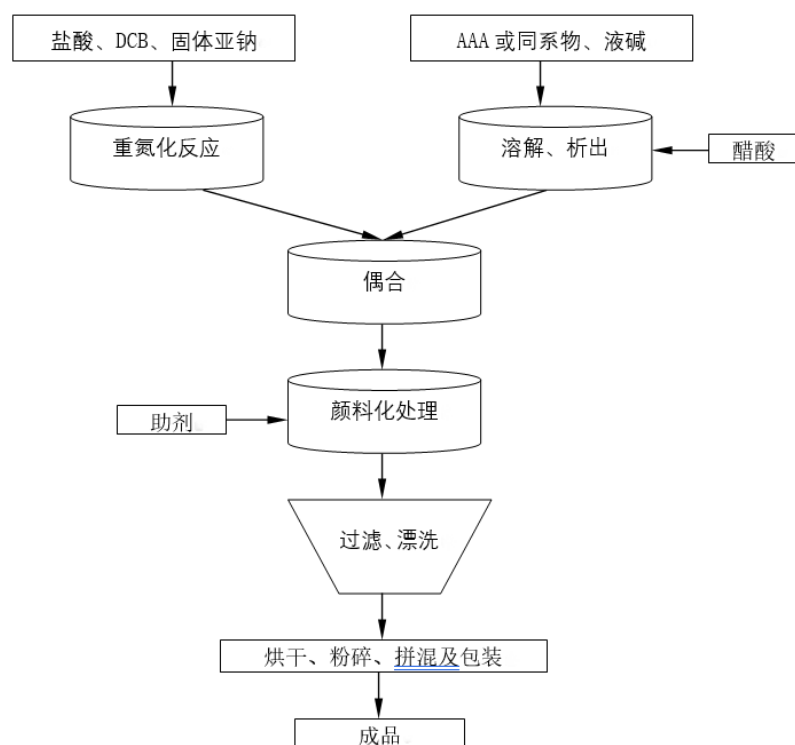 盐酸、DCB、固体亚钠
AAA 或同系物、液碱
重氮化反应
溶解、析出
醋酸
偶合
助剂
颜料化处理
过滤、漂洗
烘干、粉碎、拼混及包装
成品